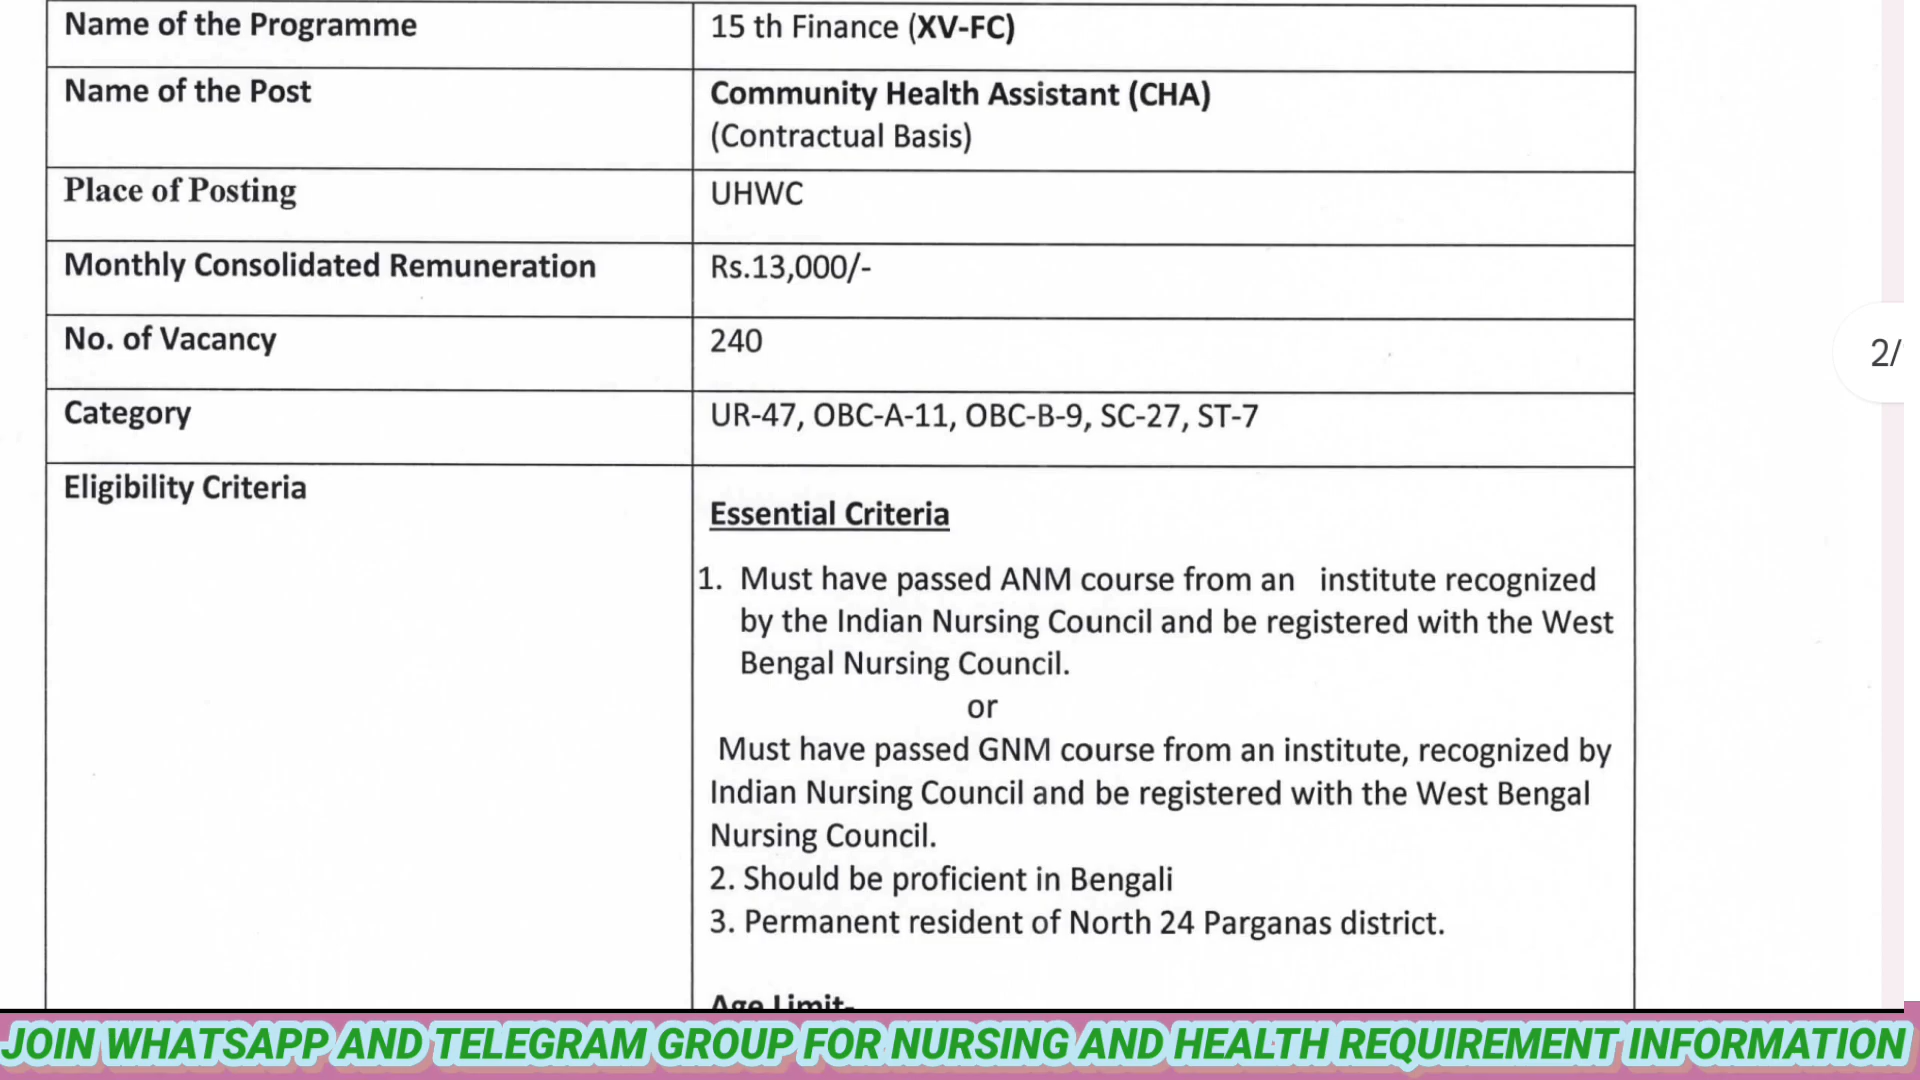 Name of the Programme
15 th Finance (XV-FC)
Name of the Post
Community Health Assistant (CHA)
(Contractual Basis)
Place of Posting
UHWC
Monthly Consolidated Remuneration
Rs.13,000/-
No. of Vacancy
240
2/
Category
UR-47, OBC-A-11, OBC-B-9, SC-27, ST-7
Eligibility Criteria
Essential Criteria
1. Must have passed ANM course from an institute recognized
by the Indian Nursing Council and be registered with the West
Bengal Nursing Council.
or
Must have passed GNM course from an institute, recognized by
Indian Nursing Council and be registered with the West Bengal
Nursing Council.
2. Should be proficient in Bengali
3. Permanent resident of North 24 Parganas district.
Age Limit-
JOIN WHATSAPP AND TELEGRAM GROUP FOR NURSING AND HEALTH REQUIREMENT INFORMATION